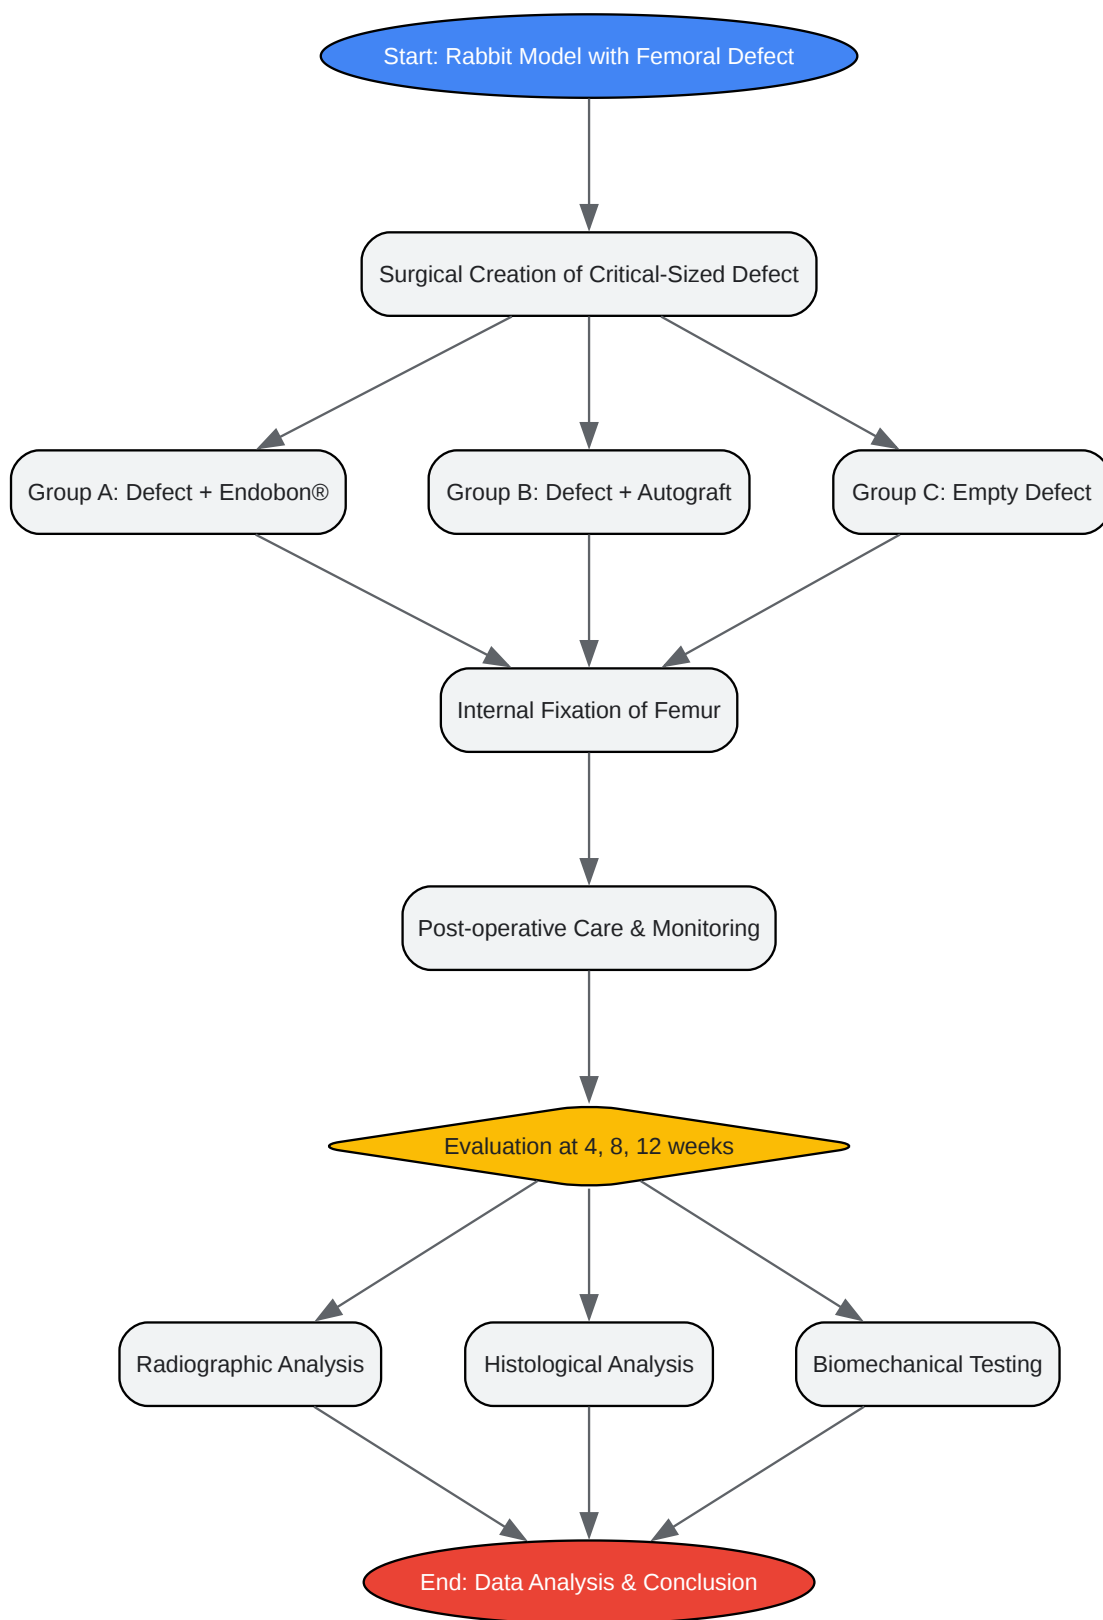 Start: Rabbit Model with Femoral Defect
Surgical Creation of Critical-Sized Defect
Group A: Defect + Endobon®
Group B: Defect + Autograft
Group C: Empty Defect
Internal Fixation of Femur
Post-operative Care & Monitoring
Evaluation at 4, 8, 12 weeks
Radiographic Analysis
Histological Analysis
Biomechanical Testing
End: Data Analysis & Conclusion